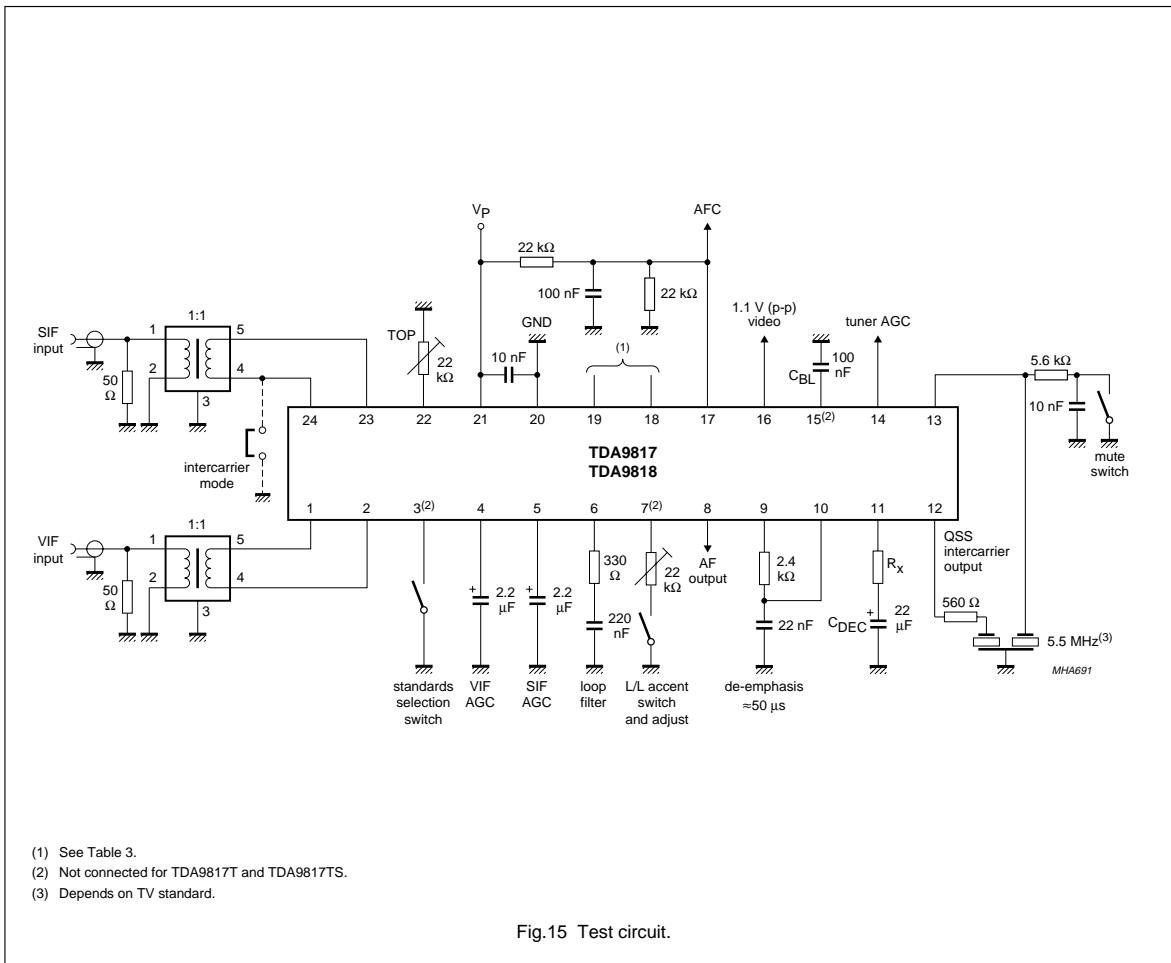 VP
AFC
22 kΩ
100 nF
22 kΩ
GND
1.1 V (p-p)
video
tuner AGC
SIF
input
1:1
1
5
2
4
3
50
Ω
TOP
22
kΩ
10 nF
(1)
CBL
100
nF
5.6 kΩ
10 nF
mute
switch
intercarrier
mode
24
23
22
21
20
19
18
17
16
15(2)
14
13
TDA9817
TDA9818
1
2
3(2)
4
5
6
7(2)
8
9
10
11
12
VIF
input
1:1
1
5
2
4
3
50
Ω
standards
selection
switch
+
2.2
µF
VIF
AGC
+
2.2
µF
SIF
AGC
330
Ω
220
nF
loop
filter
22
kΩ
L/L accent
switch
and adjust
AF
output
2.4
kΩ
22 nF
de-emphasis
≈50 µs
Rx
CDEC
+
22
µF
QSS
intercarrier
output
560 Ω
5.5 MHz(3)
MHA691
(1) See Table 3.
(2) Not connected for TDA9817T and TDA9817TS.
(3) Depends on TV standard.
Fig.15 Test circuit.